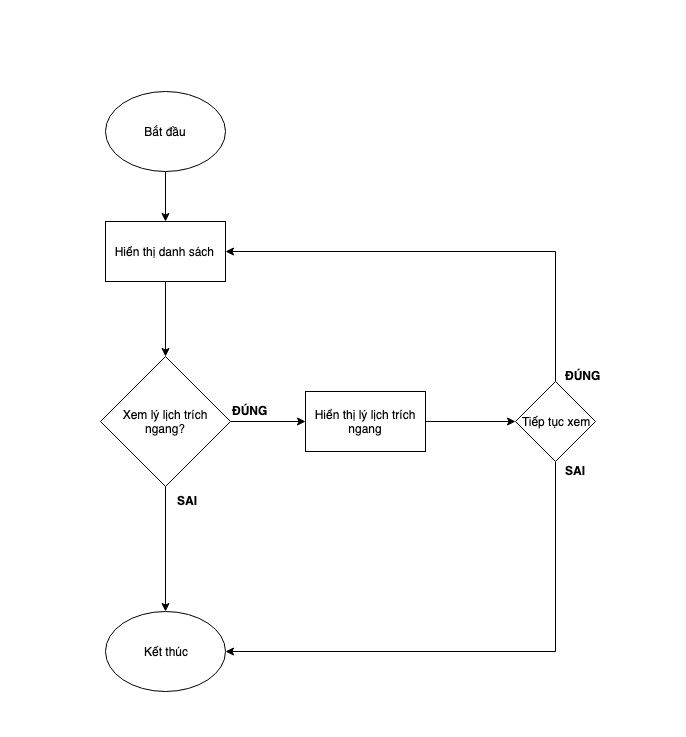 Bắt đầu
Hiển thị danh sách
Xem lý lịch trích
ngang?
ĐÚNG
Hiển thị lý lịch trích
ngang
ĐÚNG
Tiếp tục xem
SAI
SAI
Kết thúc